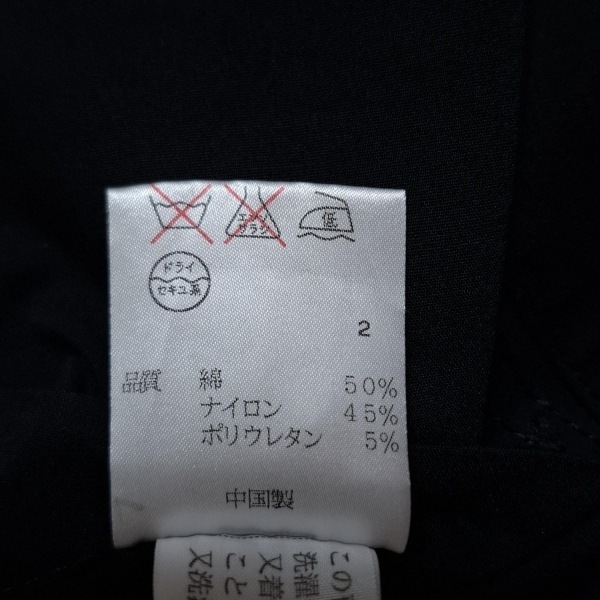 エンソ
サラシ
低
ドライ
セキユ系
2
品質 綿 50%
ナイロン 45%
ポリウレタン 5%
中国製
この
洗濯
又着
こと
又洗